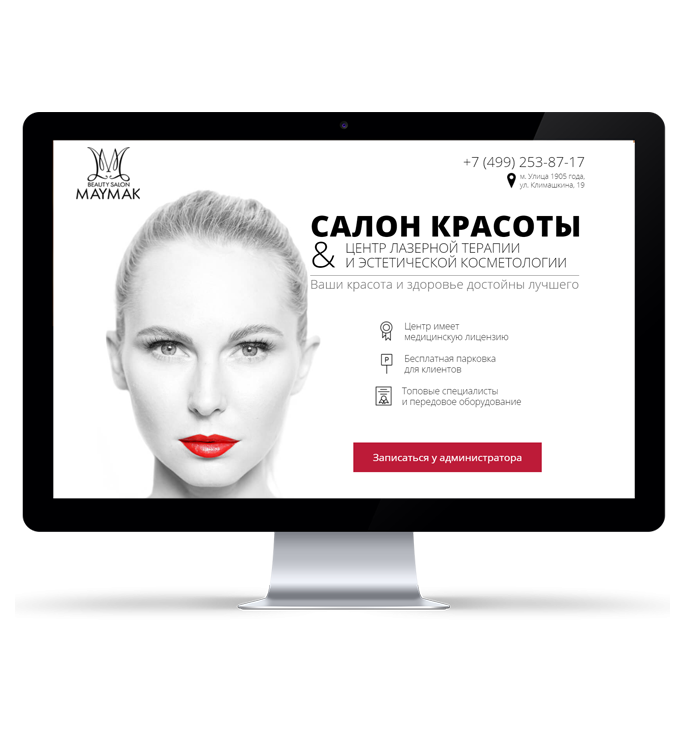 BEAUTY SALON
MAYMAK
+7 (499) 253-87-17
м. Улица 1905 года,
ул. Климашкина, 19
САЛОН КРАСОТЫ
& ЦЕНТР ЛАЗЕРНОЙ ТЕРАПИИ
И ЭСТЕТИЧЕСКОЙ КОСМЕТОЛОГИИ
Ваши красота и здоровье достойны лучшего
Центр имеет
медицинскую лицензию
P
Бесплатная парковка
для клиентов
Топовые специалисты
и передовое оборудование
Записаться у администратора